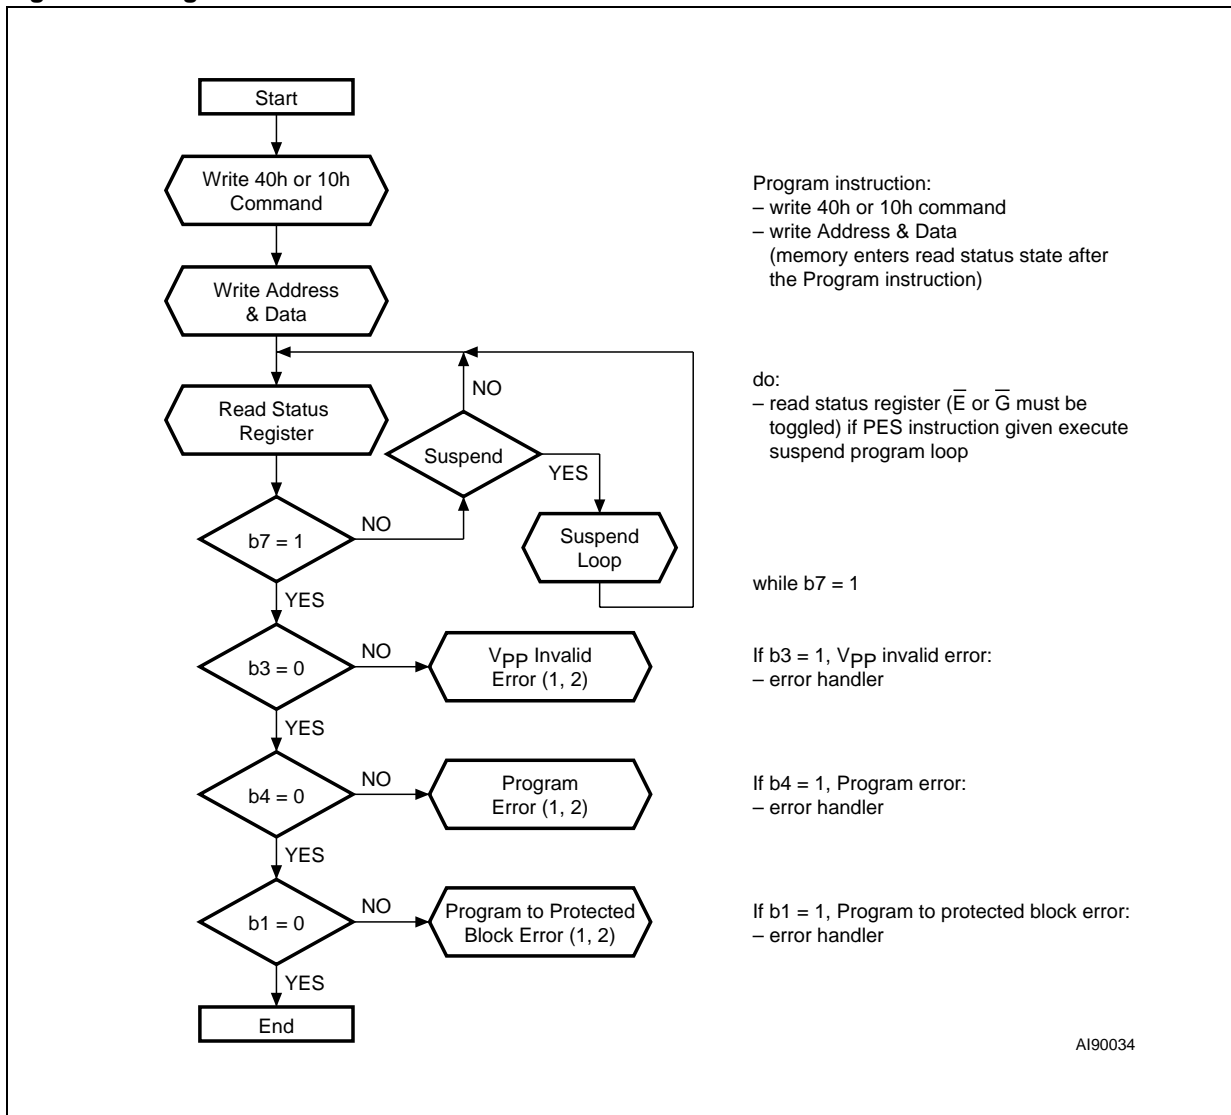 Start
Write 40h or 10h
Command
Program instruction:
– write 40h or 10h command
– write Address & Data
(memory enters read status state after
the Program instruction)
Write Address
& Data
NO
do:
– read status register (E̅ or G̅ must be
toggled) if PES instruction given execute
suspend program loop
Read Status
Register
Suspend
YES
b7 = 1
NO
Suspend
Loop
YES
while b7 = 1
b3 = 0
NO
VPP Invalid
Error (1, 2)
If b3 = 1, VPP invalid error:
– error handler
YES
b4 = 0
NO
Program
Error (1, 2)
If b4 = 1, Program error:
– error handler
YES
b1 = 0
NO
Program to Protected
Block Error (1, 2)
If b1 = 1, Program to protected block error:
– error handler
YES
End
AI90034